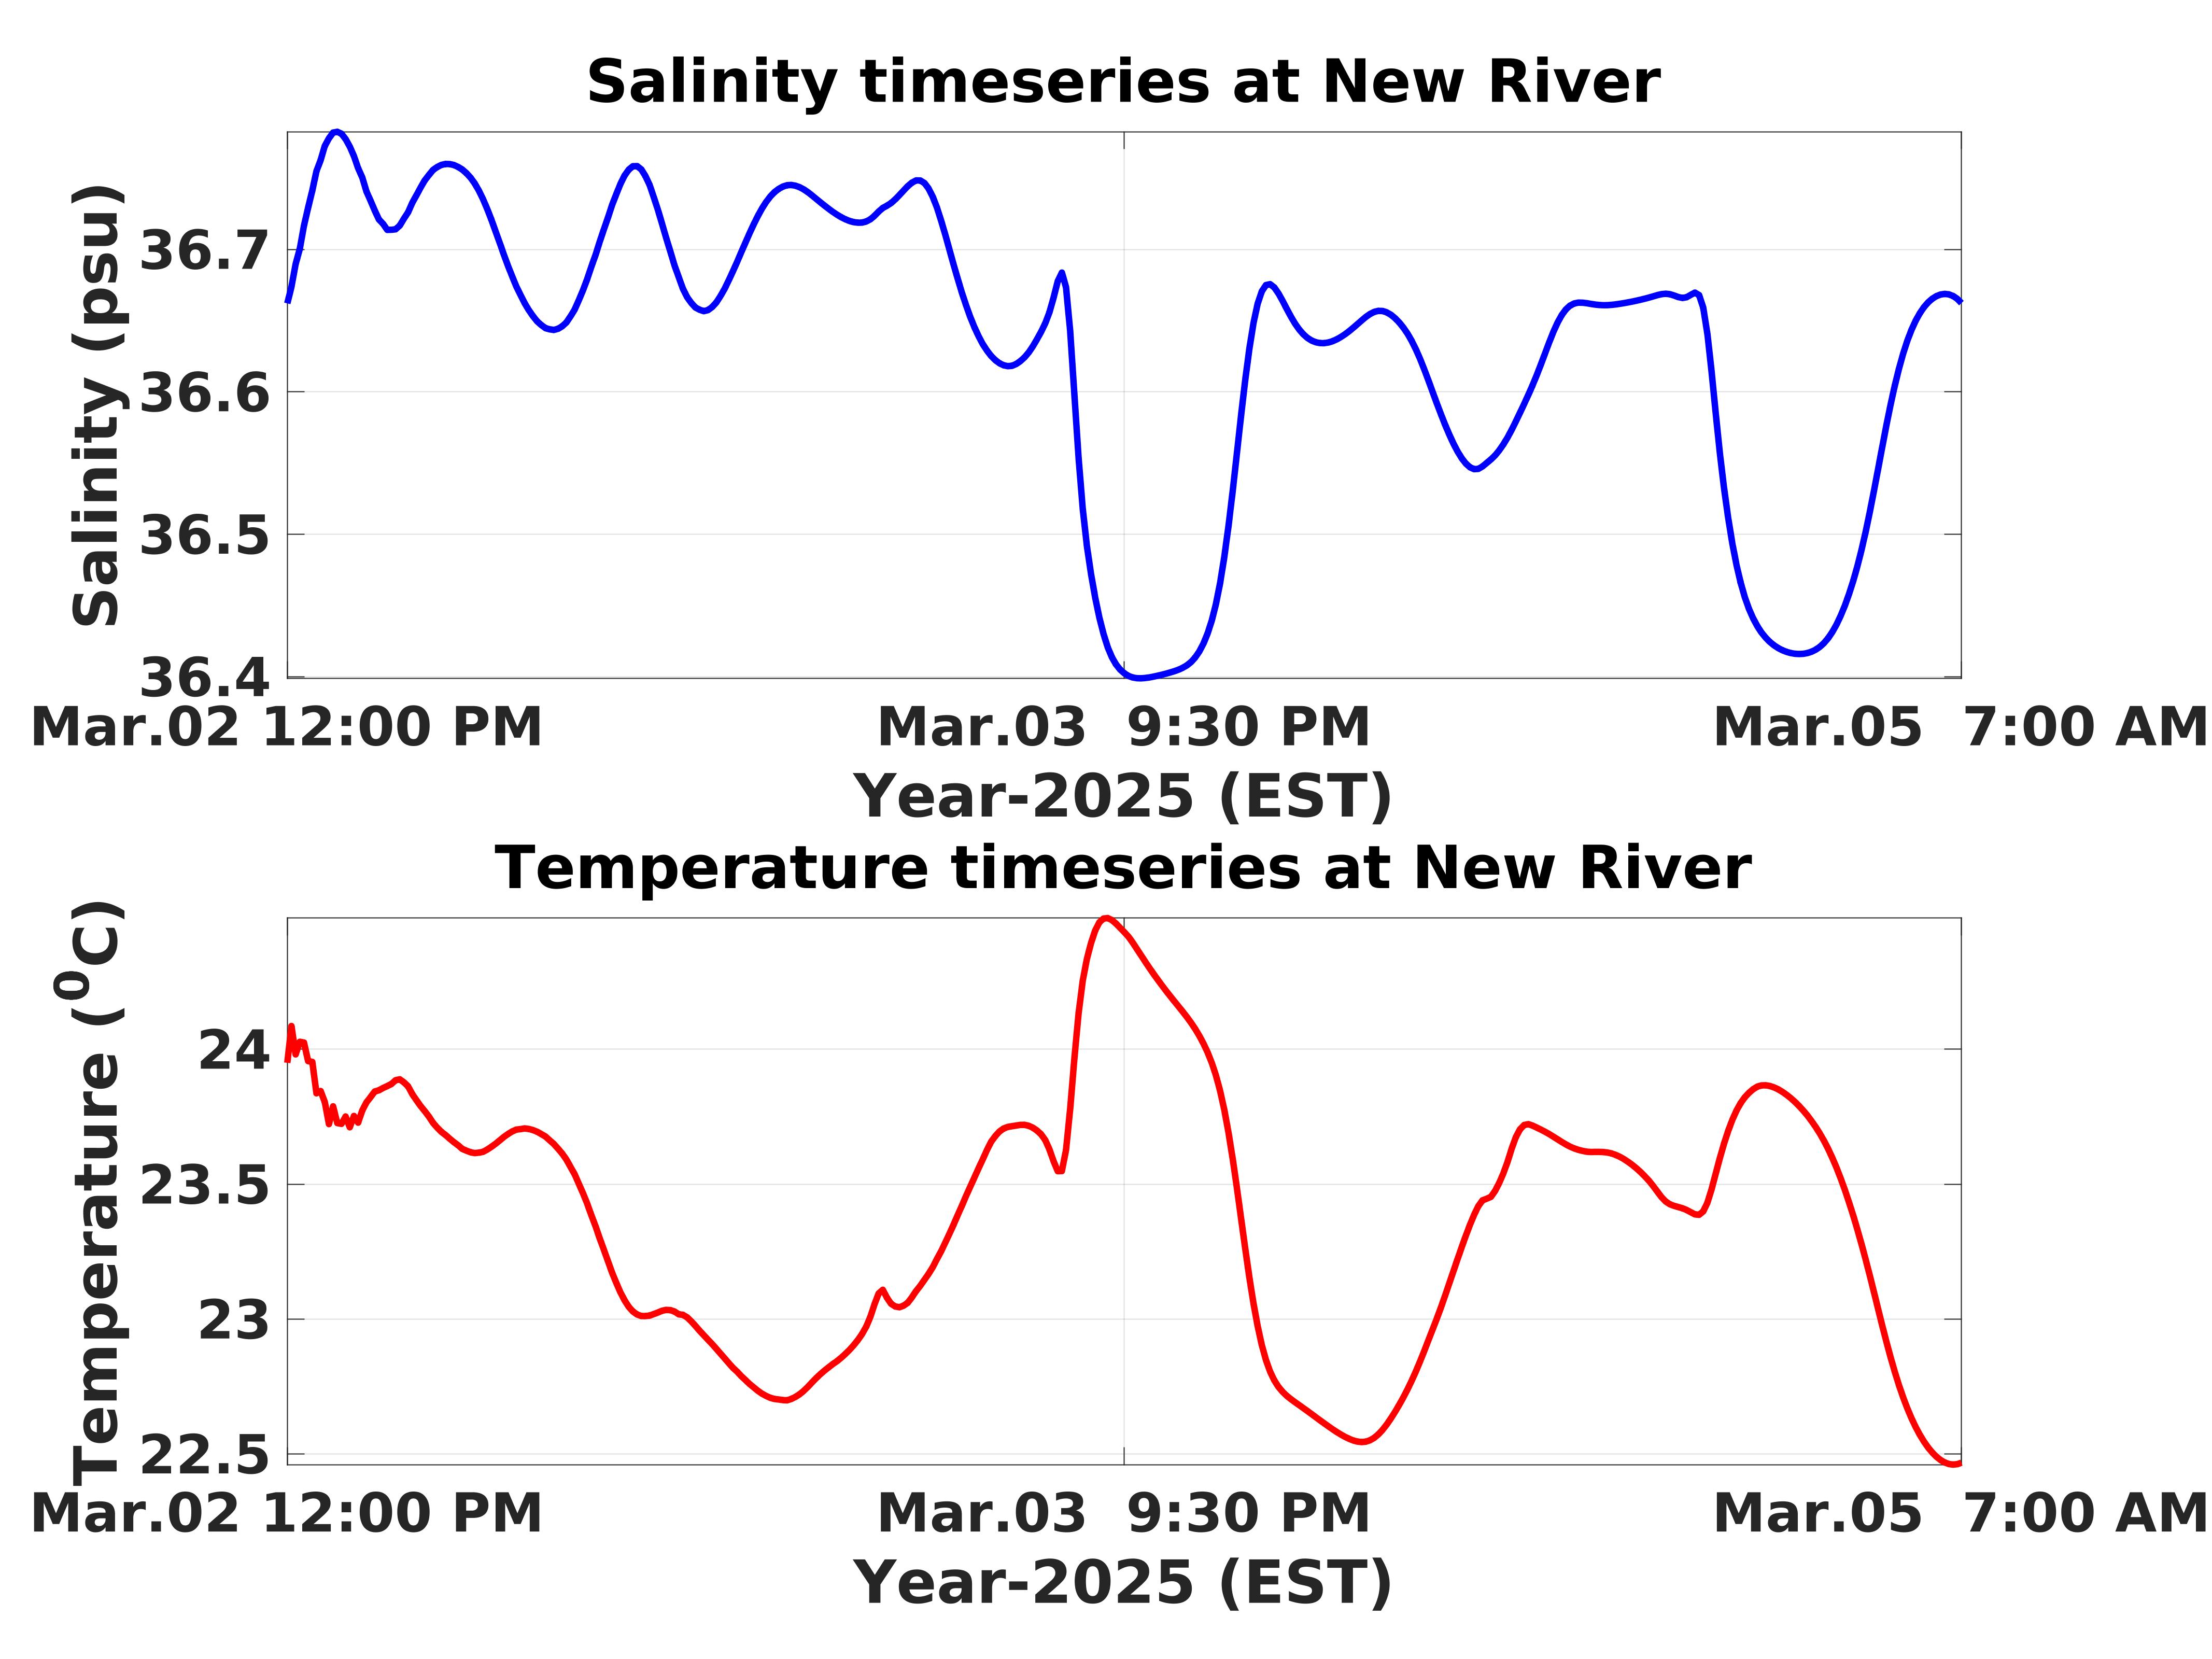 Salinity timeseries at New River
Salinity (psu)
36.7
36.6
36.5
36.4
Mar.02 12:00 PM Mar.03 9:30 PM Mar.05 7:00 AM
Year-2025 (EST)
Temperature timeseries at New River
Temperature (⁰C)
24
23.5
23
22.5
Mar.02 12:00 PM Mar.03 9:30 PM Mar.05 7:00 AM
Year-2025 (EST)